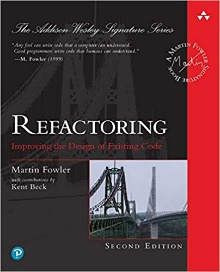 The Addison Wesley Signature Series
"Any fool can write code that a computer can understand.
Good programmers write code that humans can understand."
—M. Fowler (1999)
A MARTIN FOWLER
SIGNATURE
BOOK
REFACTORING
Improving the Design of Existing Code
Martin Fowler
with contributions by
Kent Beck
P
SECOND EDITION